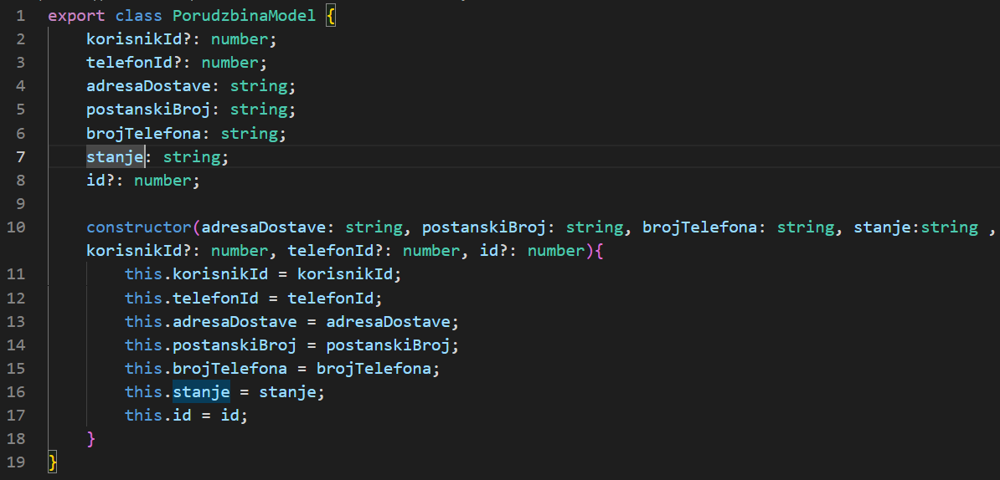 1 export class PorudzbinaModel {
2 korisnikId?: number;
3 telefonId?: number;
4 adresaDostave: string;
5 postanskiBroj: string;
6 brojTelefona: string;
7 stanje: string;
8 id?: number;
9
10 constructor(adresaDostave: string, postanskiBroj: string, brojTelefona: string, stanje:string ,
korisnikId?: number, telefonId?: number, id?: number){
11 this.korisnikId = korisnikId;
12 this.telefonId = telefonId;
13 this.adresaDostave = adresaDostave;
14 this.postanskiBroj = postanskiBroj;
15 this.brojTelefona = brojTelefona;
16 this.stanje = stanje;
17 this.id = id;
18 }
19 }